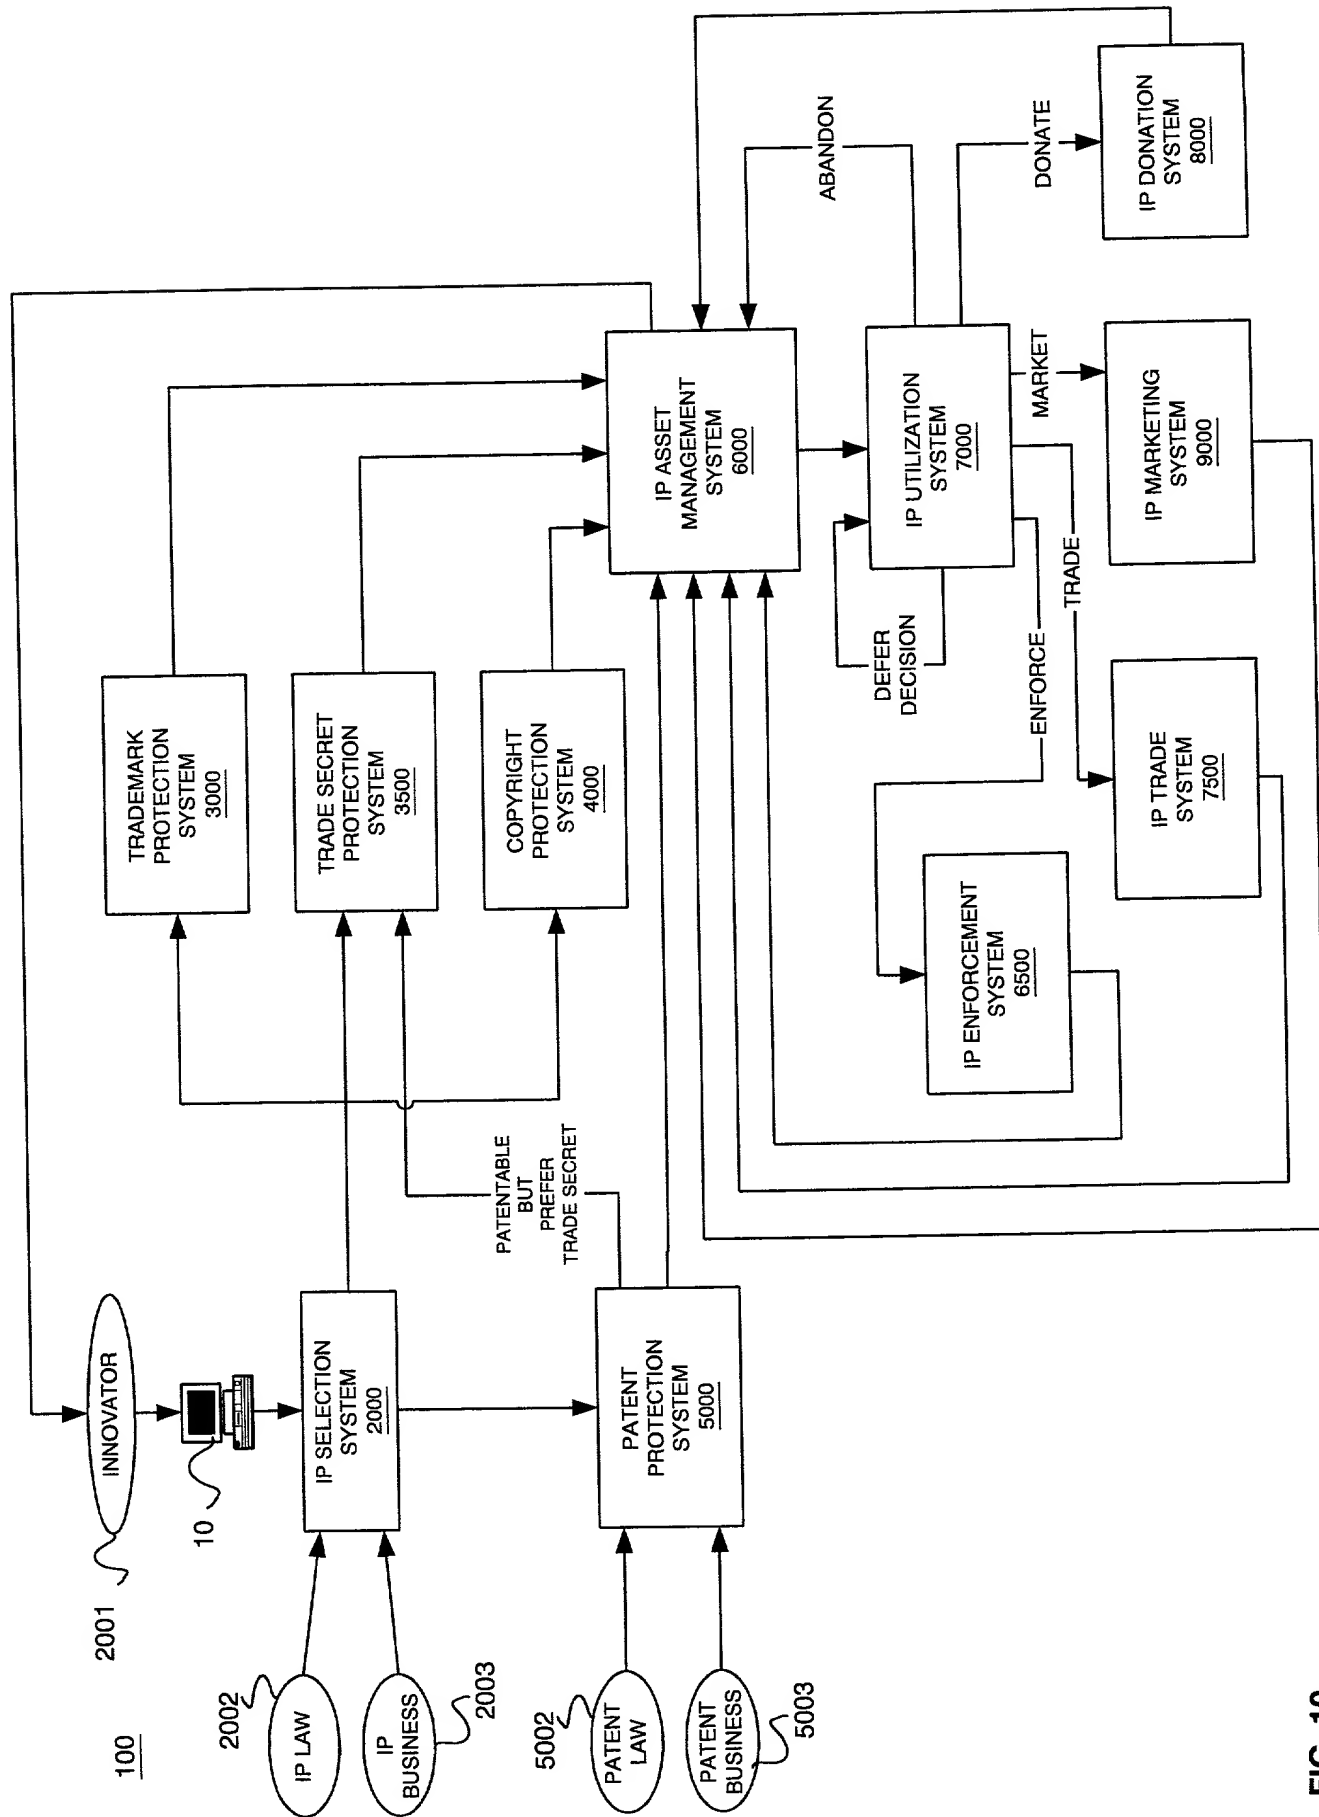 100
2001
INNOVATOR
10
2002
IP LAW
IP
BUSINESS
2003
IP SELECTION
SYSTEM
2000
TRADEMARK
PROTECTION
SYSTEM
3000
TRADE SECRET
PROTECTION
SYSTEM
3500
COPYRIGHT
PROTECTION
SYSTEM
4000
PATENTABLE
BUT
PREFER
TRADE SECRET
5002
PATENT
LAW
PATENT
BUSINESS
5003
PATENT
PROTECTION
SYSTEM
5000
IP ASSET
MANAGEMENT
SYSTEM
6000
ABANDON
DEFER
DECISION
IP UTILIZATION
SYSTEM
7000
ENFORCE
TRADE
MARKET
DONATE
IP ENFORCEMENT
SYSTEM
6500
IP TRADE
SYSTEM
7500
IP MARKETING
SYSTEM
9000
IP DONATION
SYSTEM
8000
FIG. 10